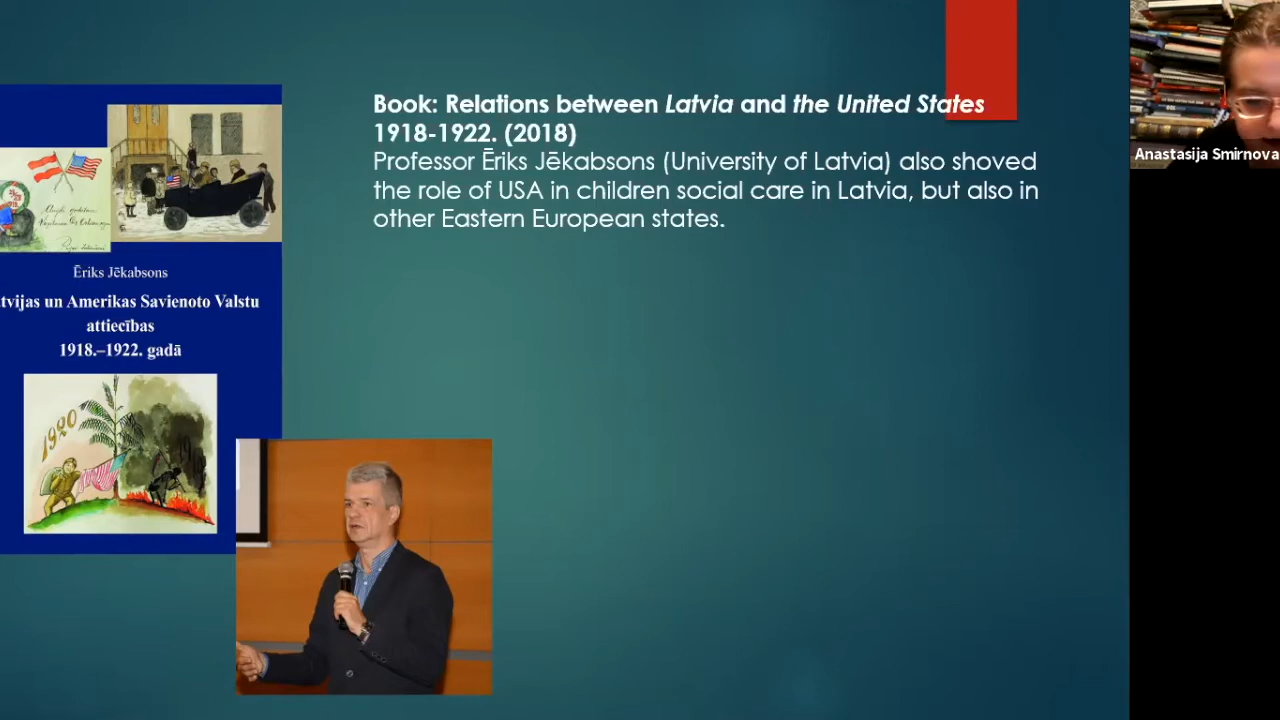 Book: Relations between Latvia and the United States
1918-1922. (2018)
Professor Ēriks Jēkabsons (University of Latvia) also shoved
the role of USA in children social care in Latvia, but also in
other Eastern European states.
Anastasija Smirnova
Ēriks Jēkabsons
tvijas un Amerikas Savienoto Valstu
attiecības
1918.–1922. gadā
1920